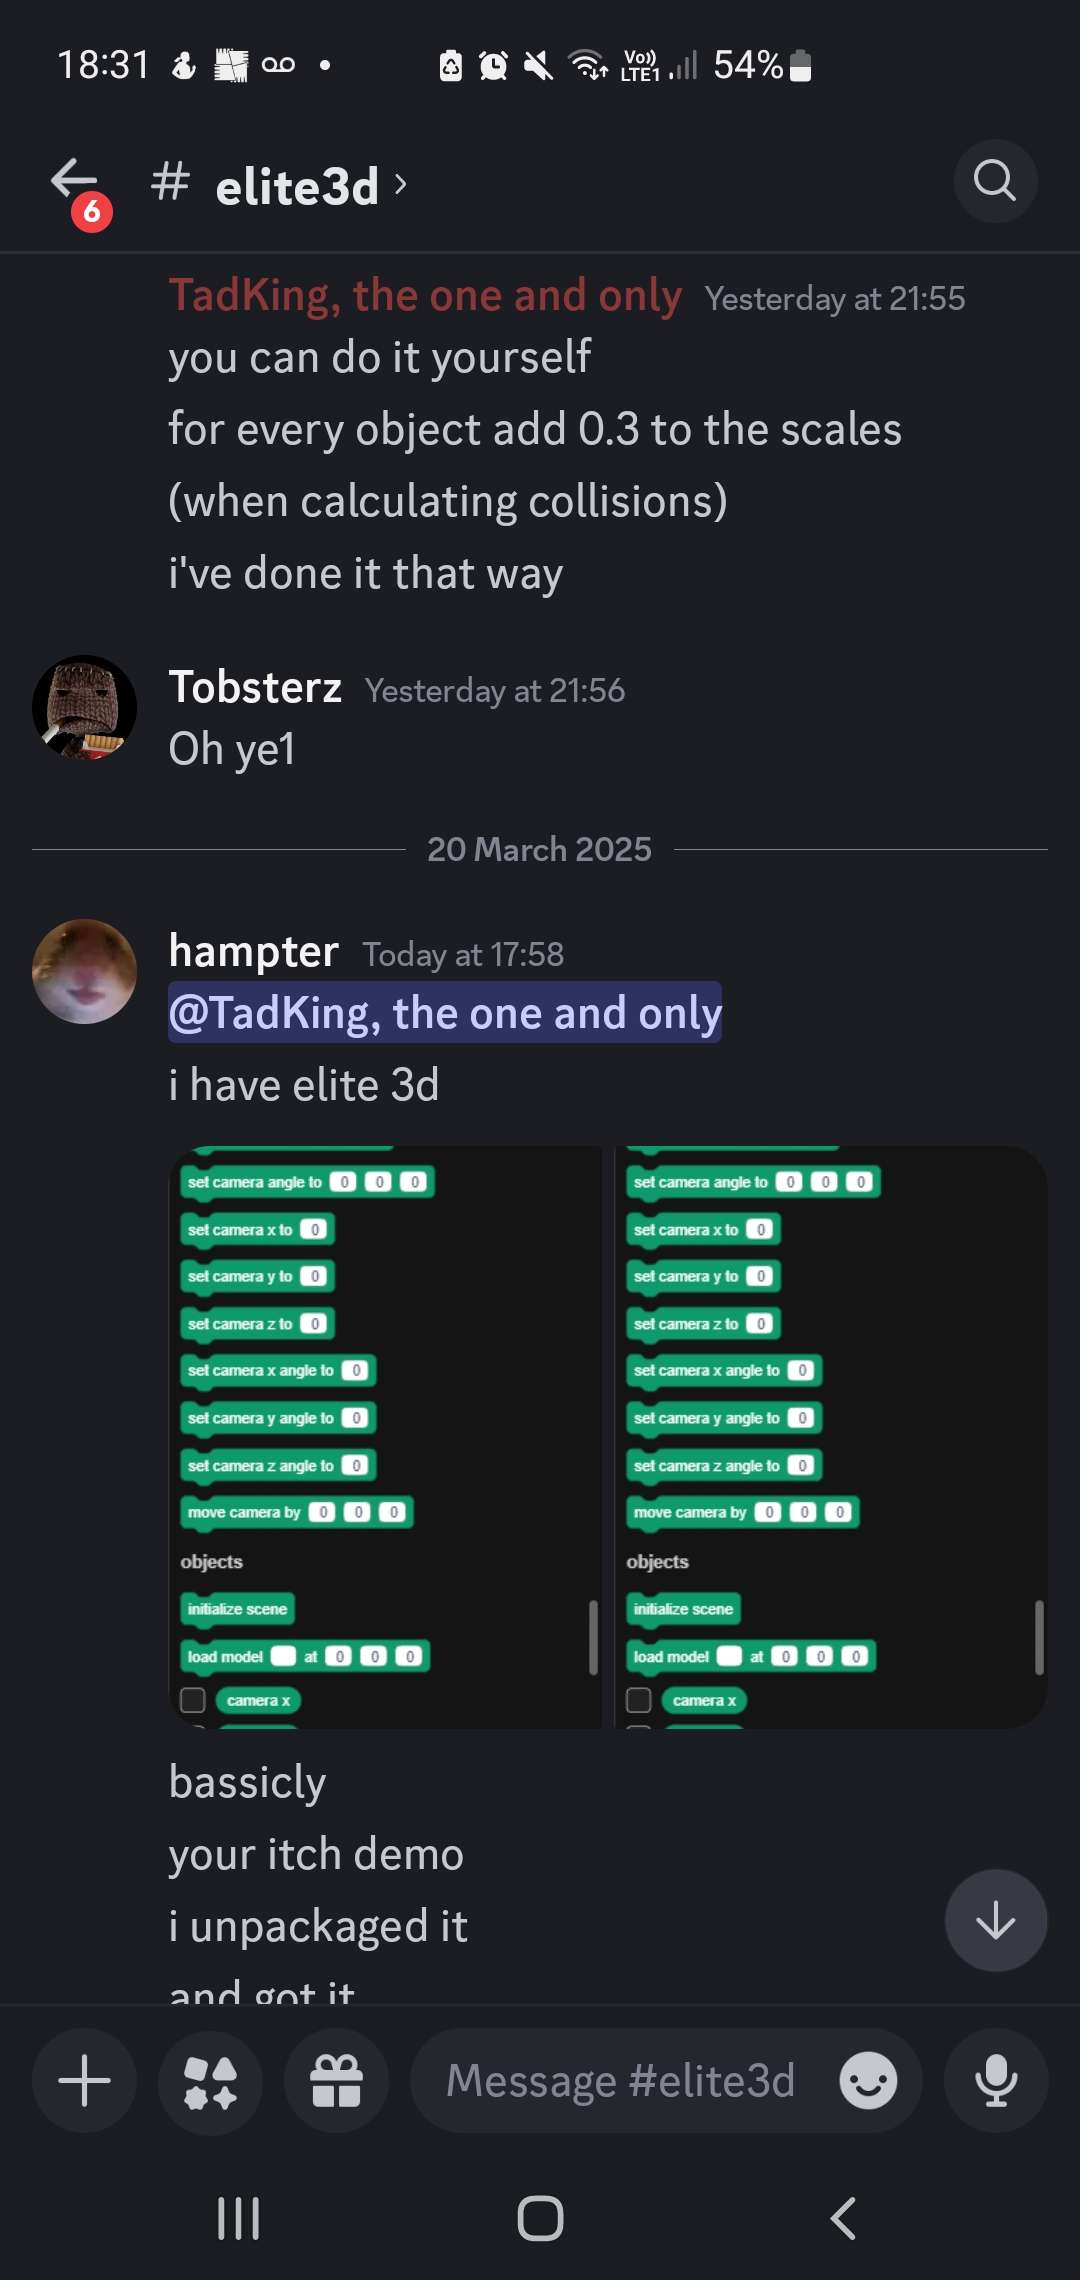 18:31
Vo))
LTE1
54%
6
# elite3d
TadKing, the one and only Yesterday at 21:55
you can do it yourself
for every object add 0.3 to the scales
(when calculating collisions)
i've done it that way
Tobsterz Yesterday at 21:56
Oh ye1
20 March 2025
hampter Today at 17:58
@TadKing, the one and only
i have elite 3d
set camera angle to 0 0 0
set camera x to 0
set camera y to 0
set camera z to 0
set camera x angle to 0
set camera y angle to 0
set camera z angle to 0
move camera by 0 0 0
objects
initialize scene
load model at 0 0 0
camera x
set camera angle to 0 0 0
set camera x to 0
set camera y to 0
set camera z to 0
set camera x angle to 0
set camera y angle to 0
set camera z angle to 0
move camera by 0 0 0
objects
initialize scene
load model at 0 0 0
camera x
bassicly
your itch demo
i unpackaged it
and got it
Message #elite3d